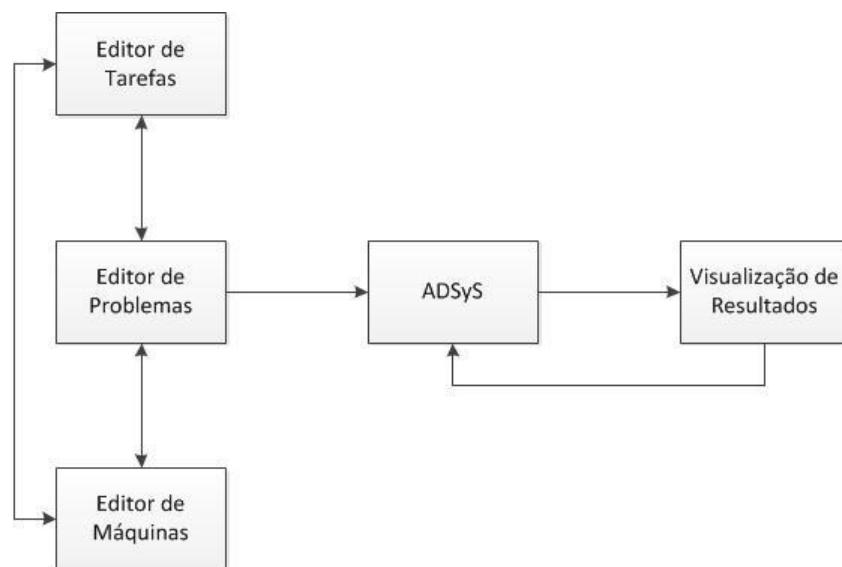 Editor de
Tarefas
Editor de
Problemas
ADSyS
Visualização de
Resultados
Editor de
Máquinas